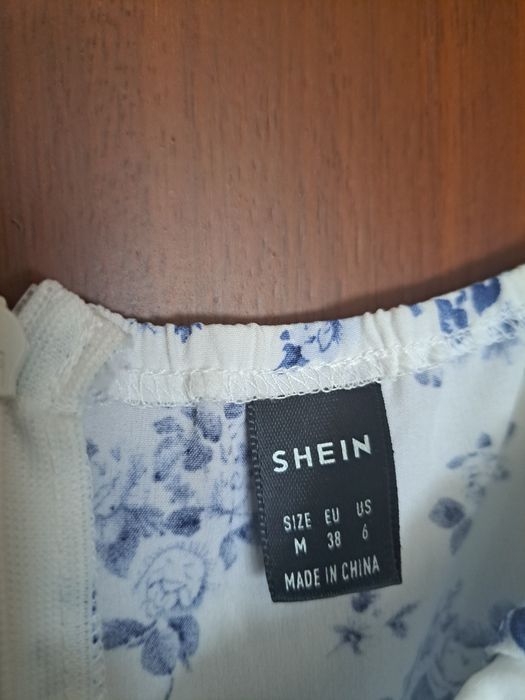 SHEIN
SIZE EU US
M 38 6
MADE IN CHINA